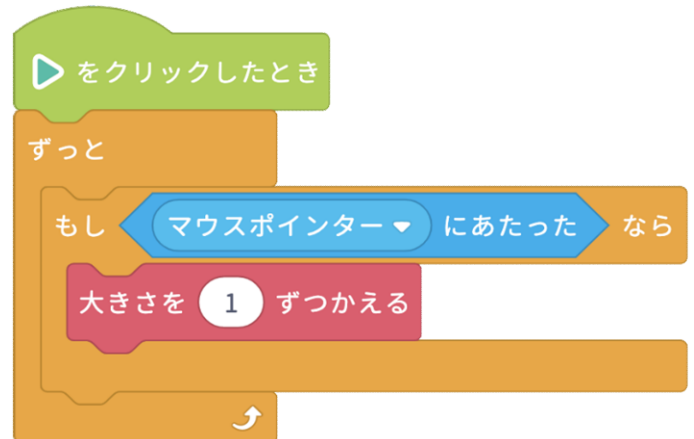 をクリックしたとき
ずっと
もし マウスポインター にあたった なら
大きさを 1 ずつかえる